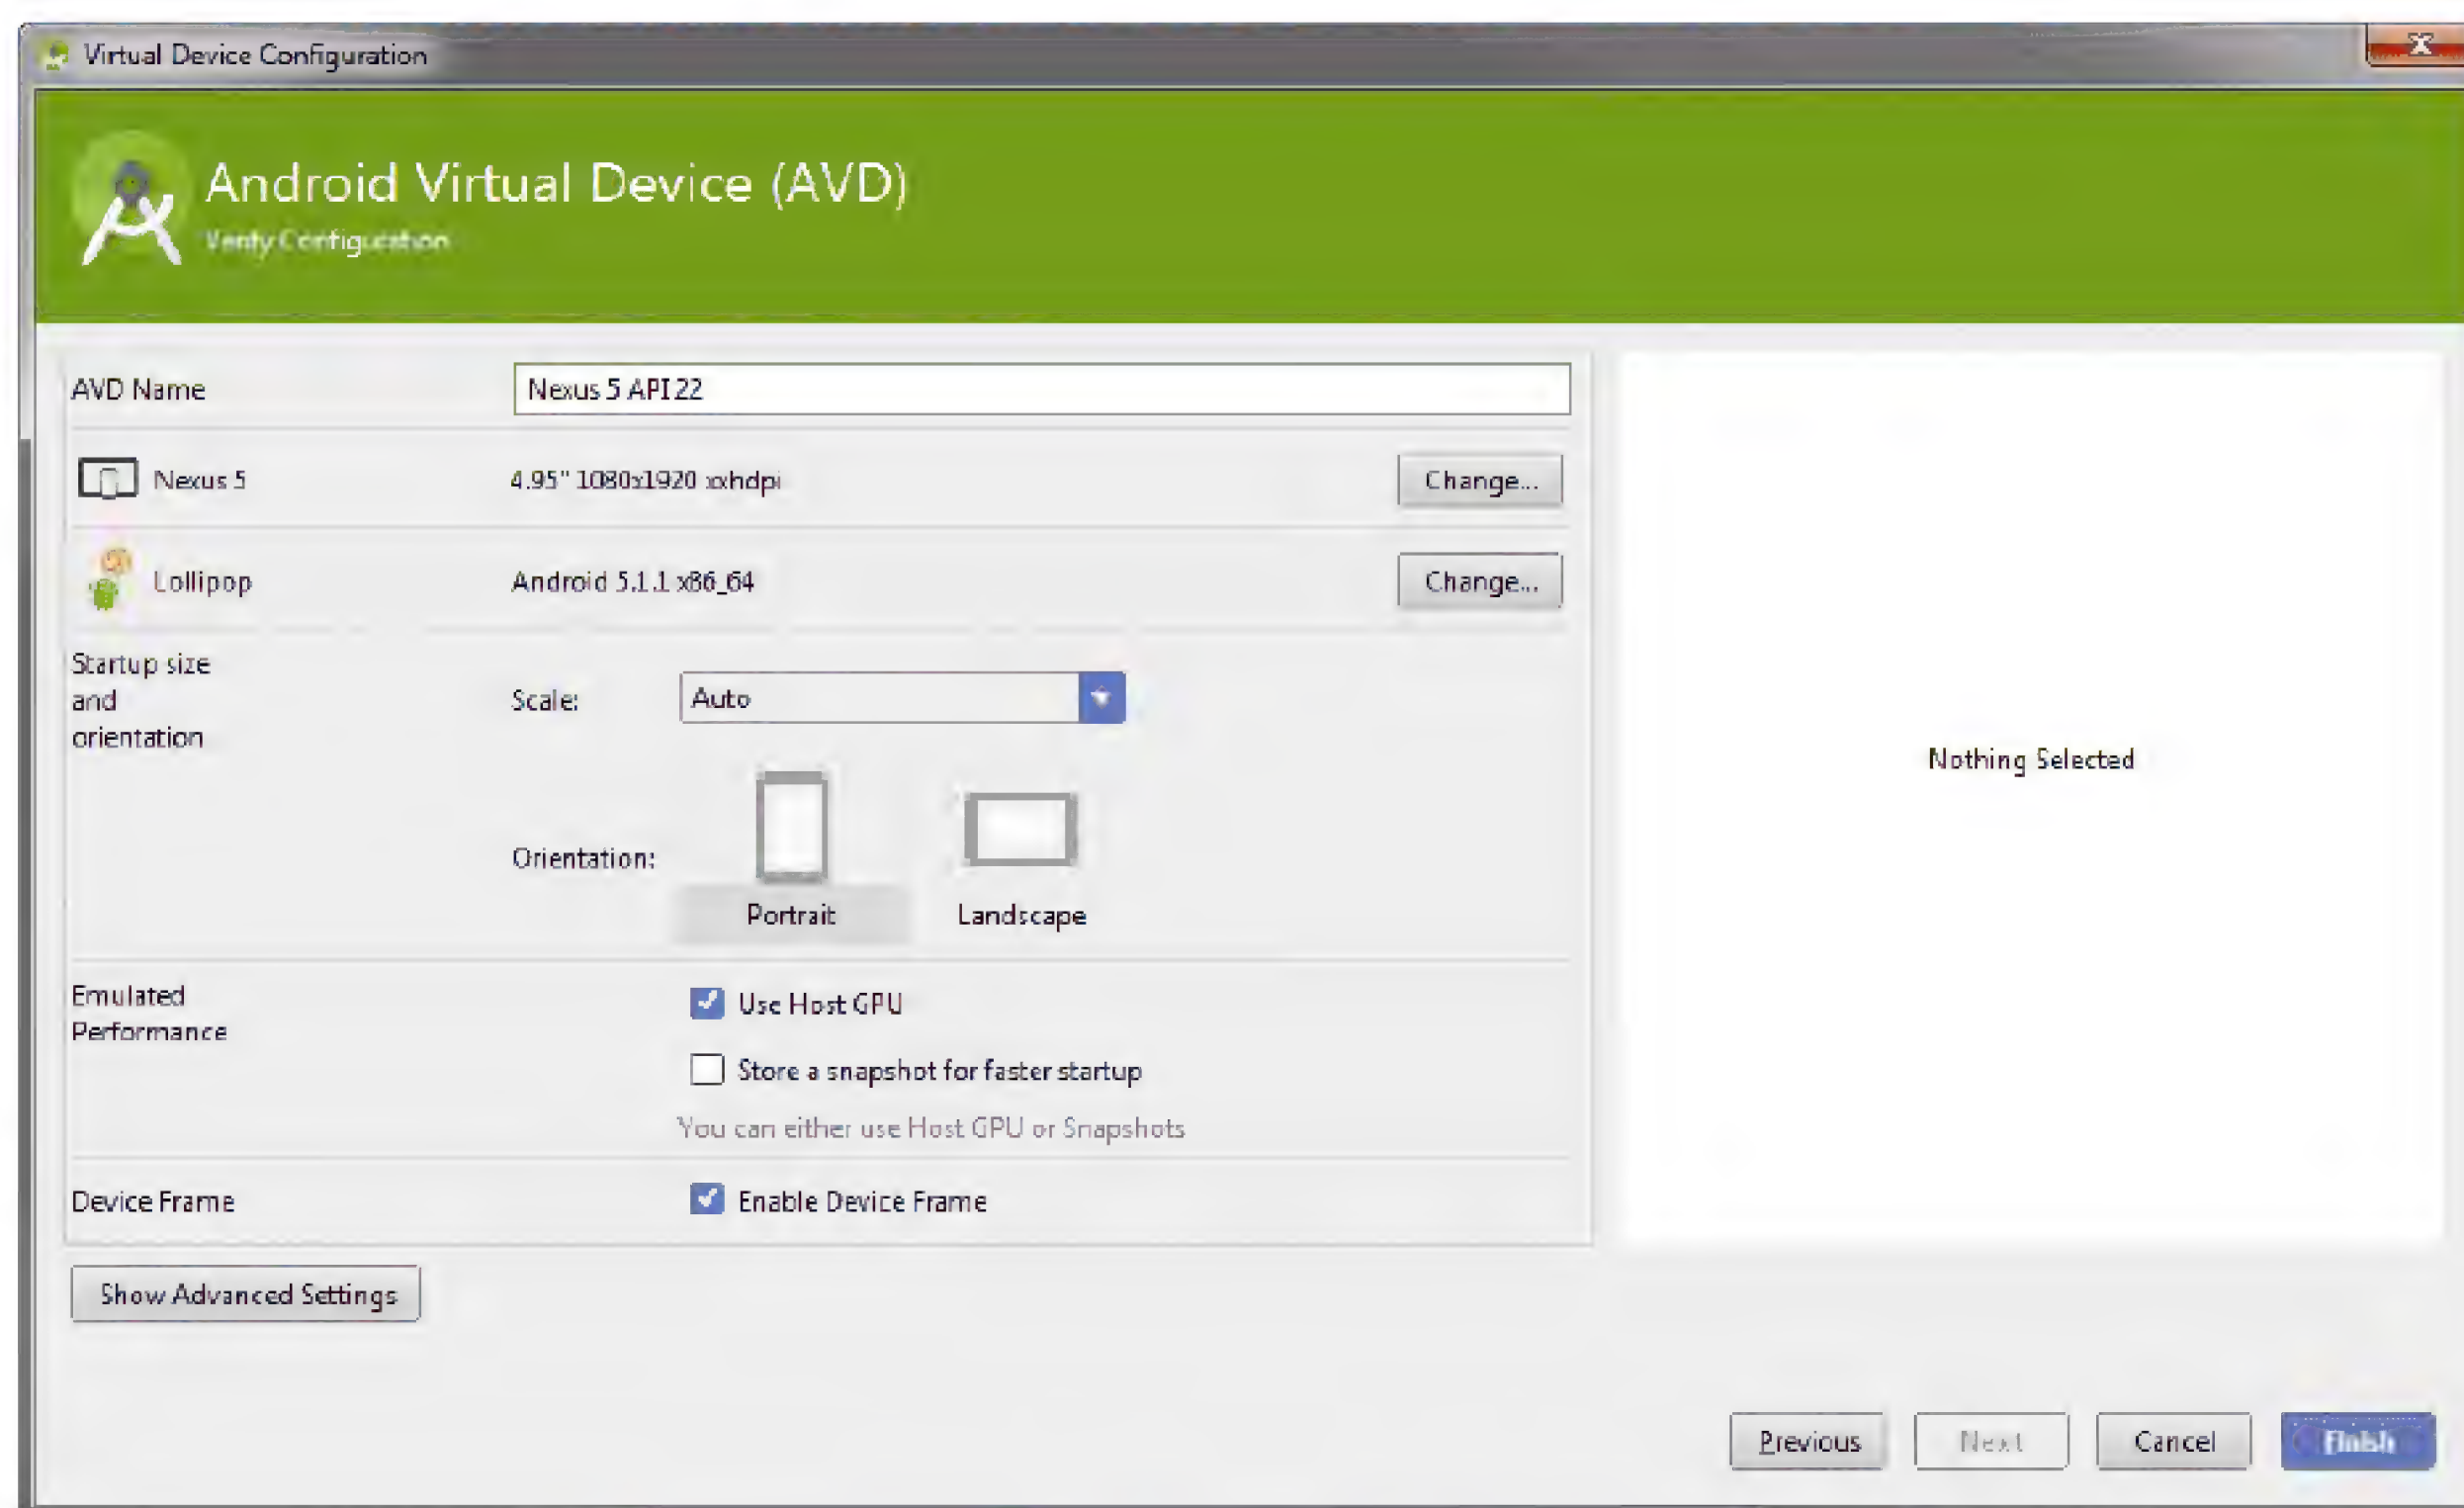 Virtual Device Configuration
Android Virtual Device (AVD)
Verify Configuration
AVD Name
Nexus 5 API 22
Nexus 5
4.95" 1080x1920 xxhdpi
Change...
Lollipop
Android 5.1.1 x86_64
Change...
Startup size
and
orientation
Scale:
Auto
Orientation:
Portrait
Landscape
Nothing Selected
Emulated
Performance
Use Host GPU
Store a snapshot for faster startup
You can either use Host GPU or Snapshots
Device Frame
Enable Device Frame
Show Advanced Settings
Previous
Next
Cancel
Finish